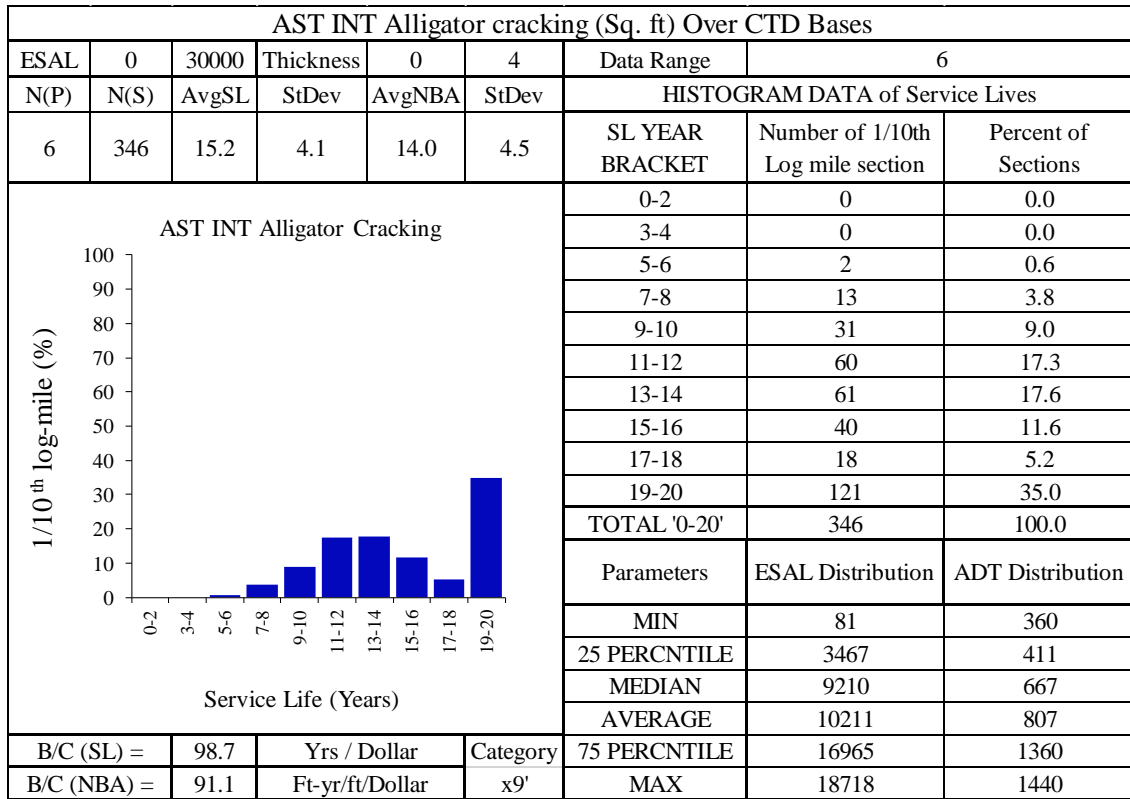 AST INT Alligator cracking (Sq. ft) Over CTD Bases
ESAL 0 30000 Thickness 0 4 Data Range 6
N(P) N(S) AvgSL StDev AvgNBA StDev HISTOGRAM DATA of Service Lives
6 346 15.2 4.1 14.0 4.5
SL YEAR BRACKET Number of 1/10th Log mile section Percent of Sections
0-2 0 0.0
3-4 0 0.0
5-6 2 0.6
7-8 13 3.8
9-10 31 9.0
11-12 60 17.3
13-14 61 17.6
15-16 40 11.6
17-18 18 5.2
19-20 121 35.0
TOTAL '0-20' 346 100.0
Parameters ESAL Distribution ADT Distribution
MIN 81 360
25 PERCNTILE 3467 411
MEDIAN 9210 667
AVERAGE 10211 807
75 PERCNTILE 16965 1360
MAX 18718 1440
AST INT Alligator Cracking
1/10 th log-mile (%)
100
90
80
70
60
50
40
30
20
10
0
0-2 3-4 5-6 7-8 9-10 11-12 13-14 15-16 17-18 19-20
Service Life (Years)
B/C (SL) = 98.7 Yrs / Dollar Category
B/C (NBA) = 91.1 Ft-yr/ft/Dollar x9'